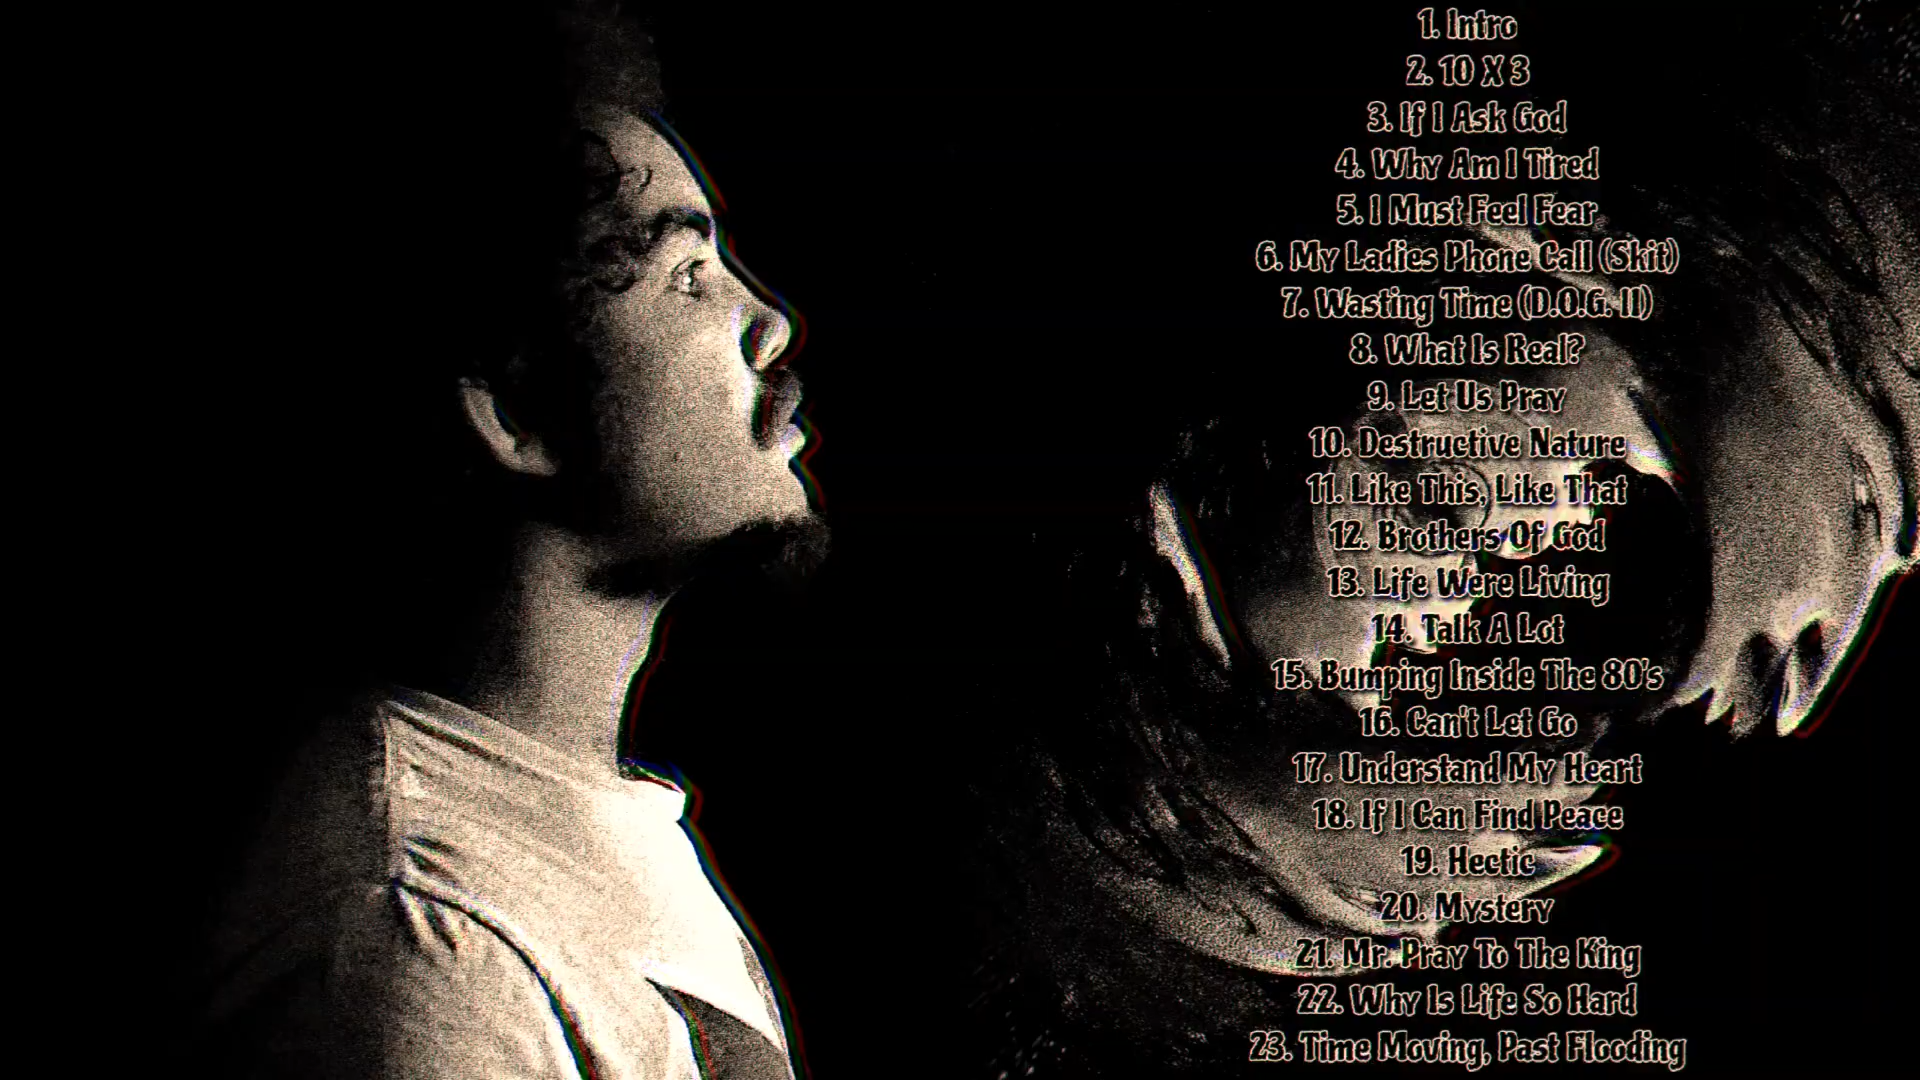 1. Intro
2. 10 X 3
3. If I Ask God
4. Why Am I Tired
5. I Must Feel Fear
6. My Ladies Phone Call (Skit)
7. Wasting Time (D.O.G. II)
8. What Is Real?
9. Let Us Pray
10. Destructive Nature
11. Like This, Like That
12. Brothers Of God
13. Life Were Living
14. Talk A Lot
15. Bumping Inside The 80's
16. Can't Let Go
17. Understand My Heart
18. If I Can Find Peace
19. Hectic
20. Mystery
21. Mr. Pray To The King
22. Why Is Life So Hard
23. Time Moving, Past Flooding